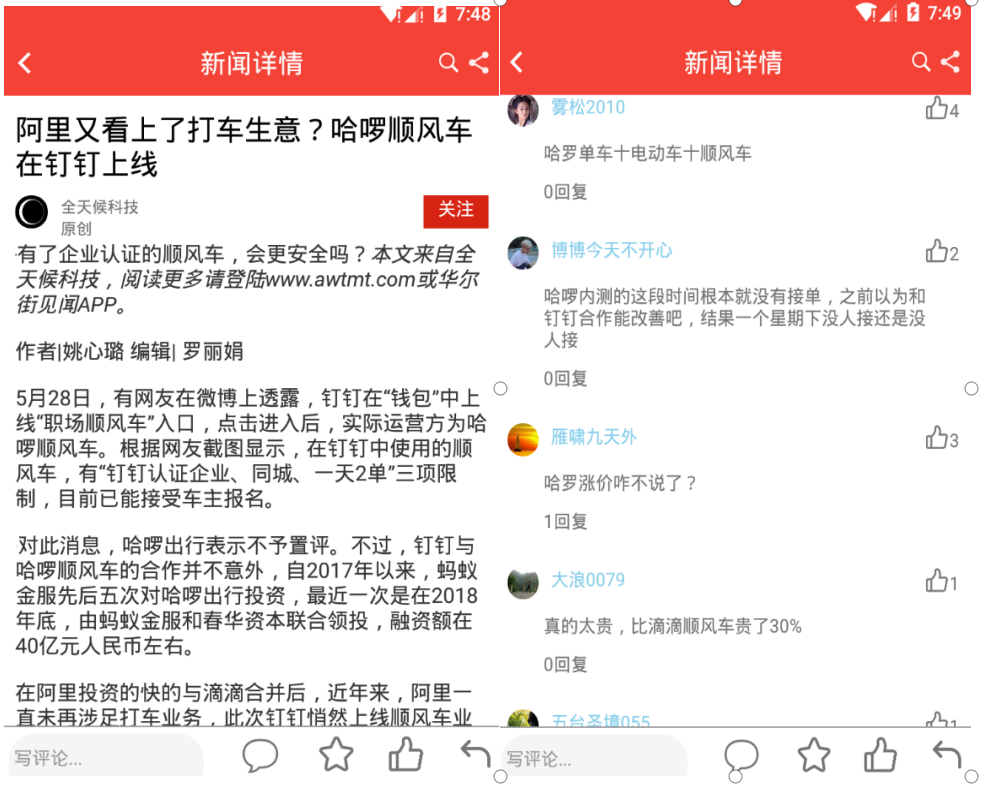 7:48
新闻详情
阿里又看上了打车生意？哈啰顺风车
在钉钉上线
全天候科技
原创
关注
有了企业认证的顺风车，会更安全吗？本文来自全
天候科技，阅读更多请登陆www.awtmt.com或华尔
街见闻APP。
作者|姚心璐 编辑| 罗丽娟
5月28日，有网友在微博上透露，钉钉在“钱包”中上
线“职场顺风车”入口，点击进入后，实际运营方为哈
啰顺风车。根据网友截图显示，在钉钉中使用的顺
风车，有“钉钉认证企业、同城、一天2单”三项限
制，目前已能接受车主报名。
对此消息，哈啰出行表示不予置评。不过，钉钉与
哈啰顺风车的合作并不意外，自2017年以来，蚂蚁
金服先后五次对哈啰出行投资，最近一次是在2018
年底，由蚂蚁金服和春华资本联合领投，融资额在
40亿元人民币左右。
在阿里投资的快的与滴滴合并后，近年来，阿里一
直未再涉足打车业务，此次钉钉悄然上线顺风车业
写评论...
7:49
新闻详情
雾松2010
4
哈罗单车十电动车十顺风车
0回复
博博今天不开心
2
哈啰内测的这段时间根本就没有接单，之前以为和
钉钉合作能改善吧，结果一个星期下没人接还是没
人接
0回复
雁啸九天外
3
哈罗涨价咋不说了？
1回复
大浪0079
1
真的太贵，比滴滴顺风车贵了30%
0回复
五台圣境055
1
写评论...